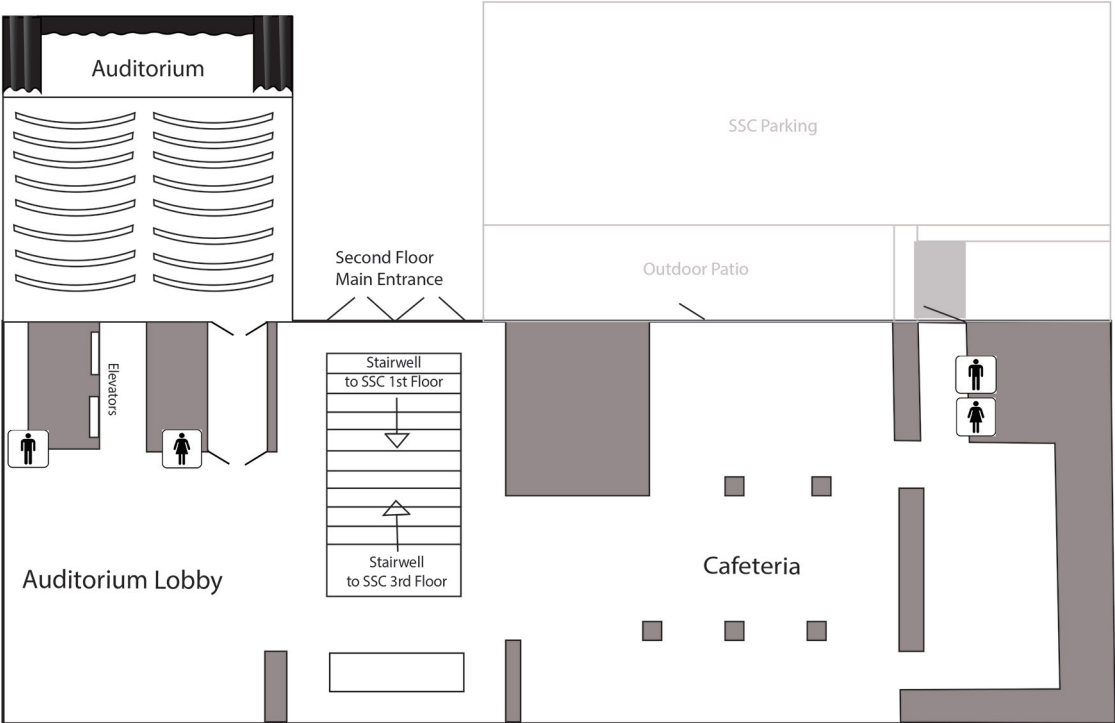 Auditorium
SSC Parking
Second Floor
Main Entrance
Outdoor Patio
Elevators
Stairwell
to SSC 1st Floor
Stairwell
to SSC 3rd Floor
Auditorium Lobby
Cafeteria